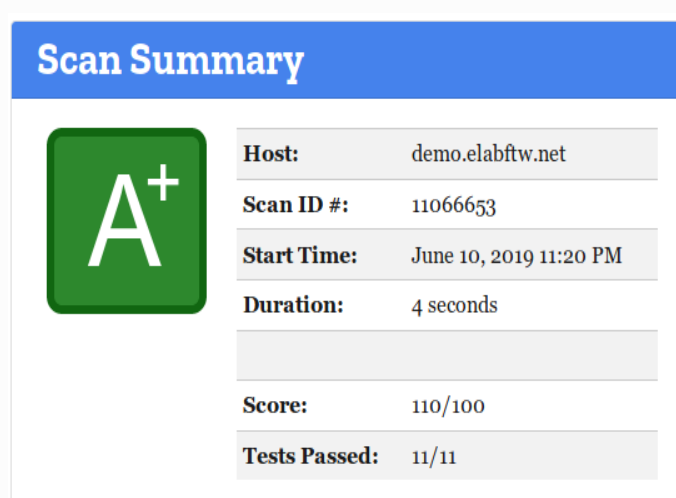 Scan Summary
A+
Host: demo.elabftw.net
Scan ID #: 11066653
Start Time: June 10, 2019 11:20 PM
Duration: 4 seconds
Score: 110/100
Tests Passed: 11/11